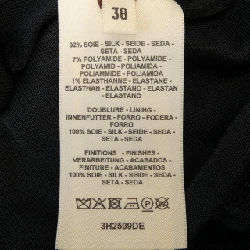 38
92% SOIE - SILK - SEIDE - SEDA
SETA - SEDA
7% POLYAMIDE - POLYAMIDE -
POLYAMID - POLIAMIDA -
POLIAMMIDE - POLIAMIDA
1% ELASTHANNE - ELASTANE -
ELASTHAN - ELASTANO - ELASTAN
- ELASTANO
DOUBLURE - LINING -
INNENFUTTER - FORRO - FODERA -
FORRO
100% SOIE - SILK - SEIDE - SEDA -
SETA - SEDA
FINITIONS - FINISHES -
VERARBEITUNG - ACABADOS -
FINITURE - ACABAMENTOS
100% SOIE - SILK - SEIDE - SEDA -
SETA - SEDA
3H2509DE